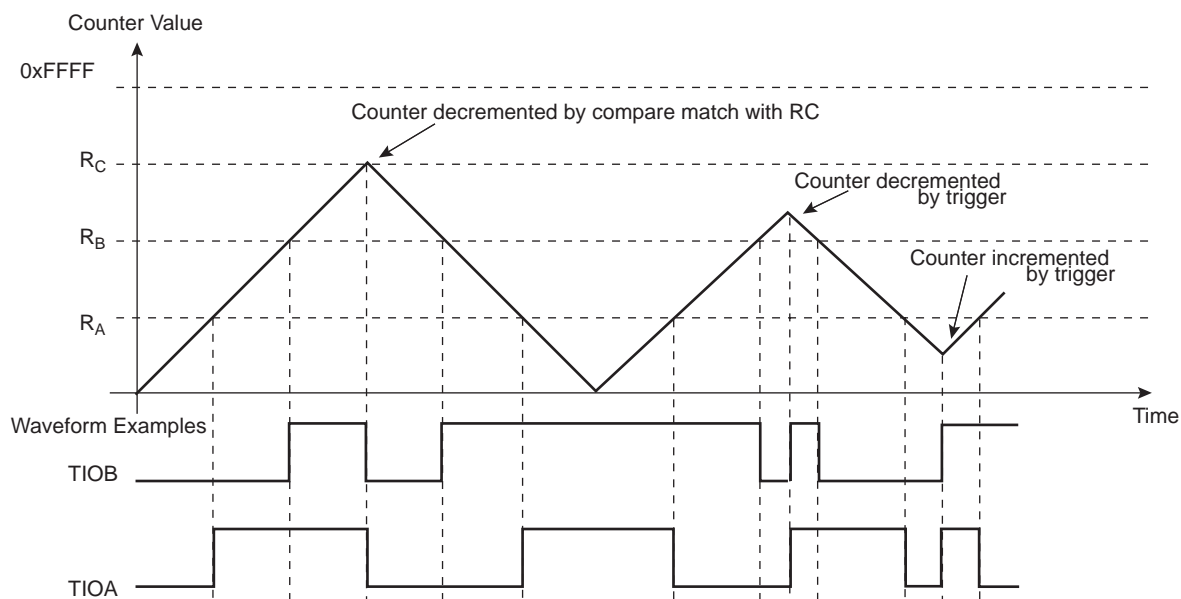 Counter Value
0xFFFF
Counter decremented by compare match with RC
RC
Counter decremented
by trigger
RB
Counter incremented
by trigger
RA
Time
Waveform Examples
TIOB
TIOA